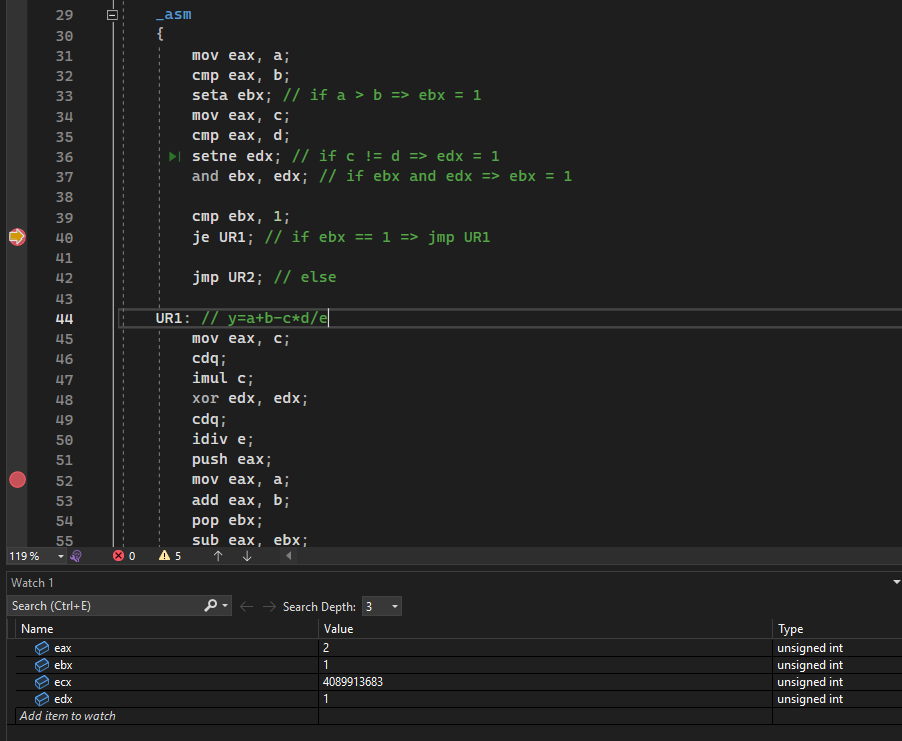 29 _asm
30 {
31 mov eax, a;
32 cmp eax, b;
33 seta ebx; // if a > b => ebx = 1
34 mov eax, c;
35 cmp eax, d;
36 setne edx; // if c != d => edx = 1
37 and ebx, edx; // if ebx and edx => ebx = 1
38
39 cmp ebx, 1;
40 je UR1; // if ebx == 1 => jmp UR1
41
42 jmp UR2; // else
43
44 UR1: // y=a+b-c*d/e
45 mov eax, c;
46 cdq;
47 imul c;
48 xor edx, edx;
49 cdq;
50 idiv e;
51 push eax;
52 mov eax, a;
53 add eax, b;
54 pop ebx;
55 sub eax, ebx;
119 % 0 5
Watch 1
Search (Ctrl+E) Search Depth: 3
Name Value Type
eax 2 unsigned int
ebx 1 unsigned int
ecx 4089913683 unsigned int
edx 1 unsigned int
Add item to watch